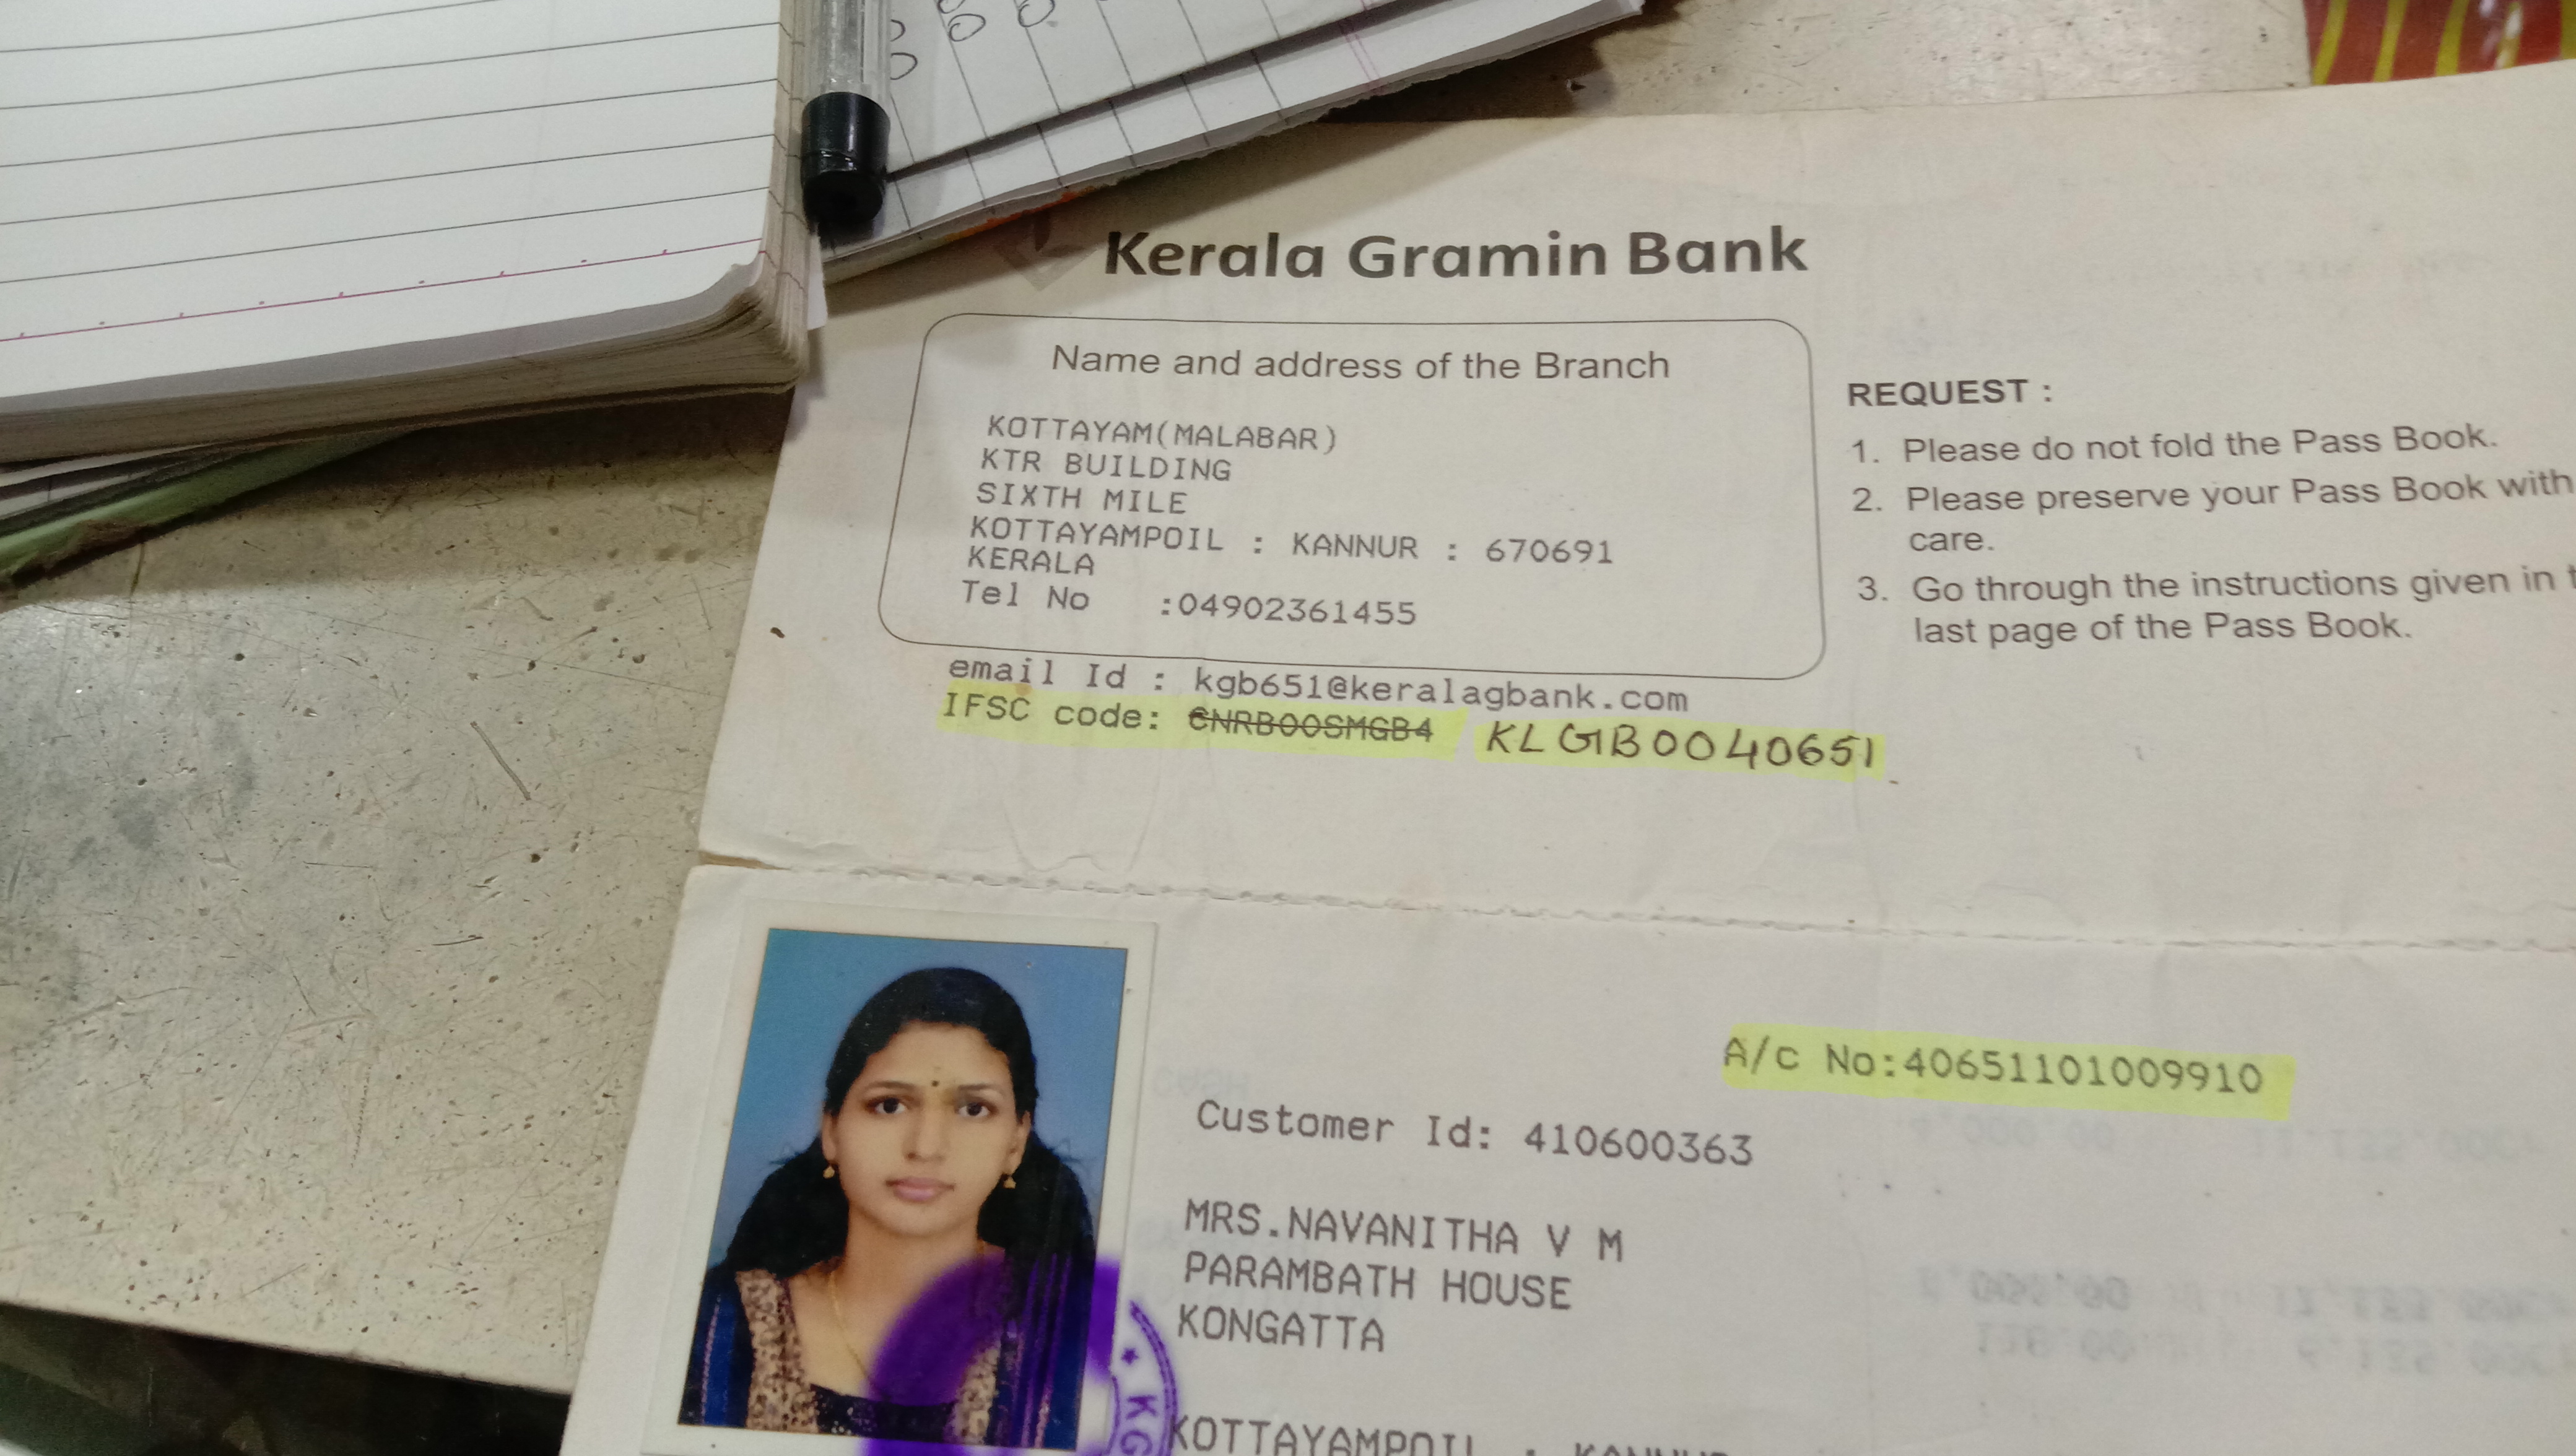 Kerala Gramin Bank
Name and address of the Branch
KOTTAYAM(MALABAR)
KTR BUILDING
SIXTH MILE
KOTTAYAMPOIL : KANNUR : 670691
KERALA
Tel No :04902361455
email Id : kgb651@keralagbank.com
IFSC code: CNRB00SMGB4 KLGB0040651
REQUEST :
1. Please do not fold the Pass Book.
2. Please preserve your Pass Book with
care.
3. Go through the instructions given in
last page of the Pass Book.
A/c No:40651101009910
Customer Id: 410600363
MRS.NAVANITHA V M
PARAMBATH HOUSE
KONGATTA
KOTTAYAMPOIL : KANNUR
KG